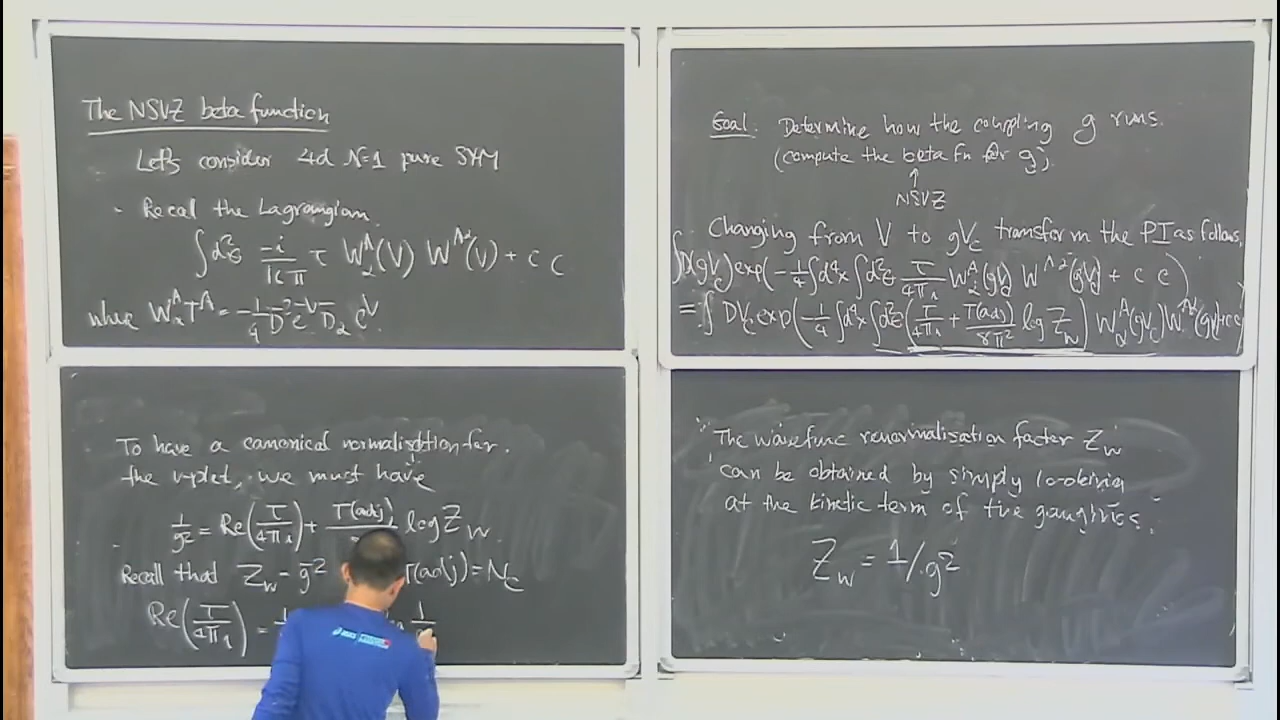 The NSVZ beta function
Let's consider 4d N=1 pure SYM
· Recal the Lagrangian
∫d²θ -i/16π τ W^A_α(V) W^{Aα}(V) + c c
where W^A_α T^A = -1/4 D̄² e^{-V} D_α e^V.
Goal: Determine how the coupling g runs.
(compute the beta fn for g).
↑
NSVZ
Changing from V to gV_c transform the PI as follows,
∫D(gV_c) exp(-1/4 ∫d⁴x ∫d²θ τ/4πi W^A_α(gV_c) W^{Aα}(gV_c) + c c)
= ∫ DV_c exp(-1/4 ∫d⁴x ∫d²θ (τ/4πi + T(adj)/8π² log Z_W) W^A_α(gV_c) W^{Aα}(gV_c)+cc)
To have a canonical normalisation for
the v-plet, we must have
1/g² = Re(τ/4πi) + T(adj)/ log Z_W
Recall that Z_W = g² T(adj) = N_c
Re(τ/4πi) =
The wavefunc renormalisation factor Z_W
can be obtained by simply looking
at the kinetic term of the gauginos.
Z_W = 1/g²
asics